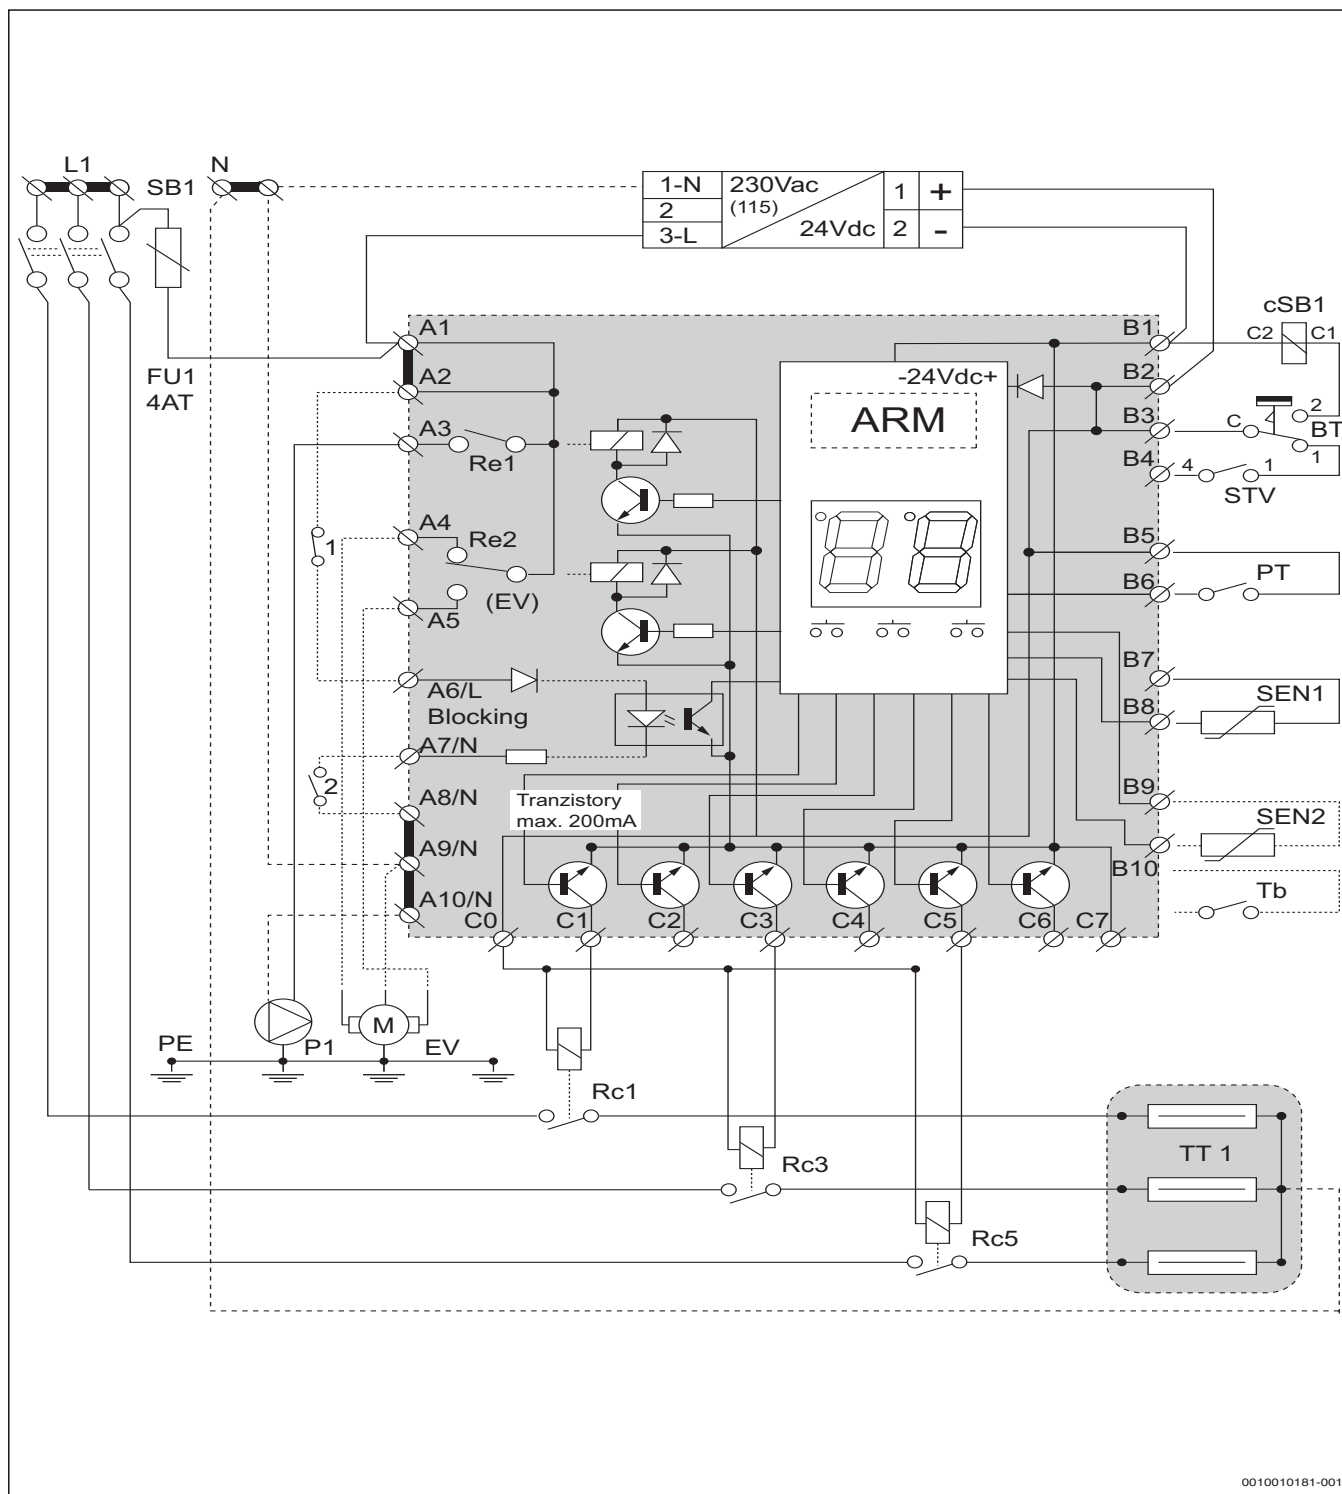 L1
SB1
N
1-N
230Vac
1
+
2
(115)
3-L
24Vdc
2
-
A1
FU1
4AT
A2
A3
Re1
A4
Re2
(EV)
A5
A6/L
Blocking
A7/N
A8/N
A9/N
A10/N
1
2
-24Vdc+
ARM
Tranzistory
max. 200mA
B1
B2
B3
B4
B5
B6
B7
B8
B9
B10
cSB1
C2
C1
2
C
BT
1
4
1
STV
PT
SEN1
SEN2
Tb
C0
C1
C2
C3
C4
C5
C6
C7
PE
P1
M
EV
Rc1
Rc3
Rc5
TT 1
0010010181-001